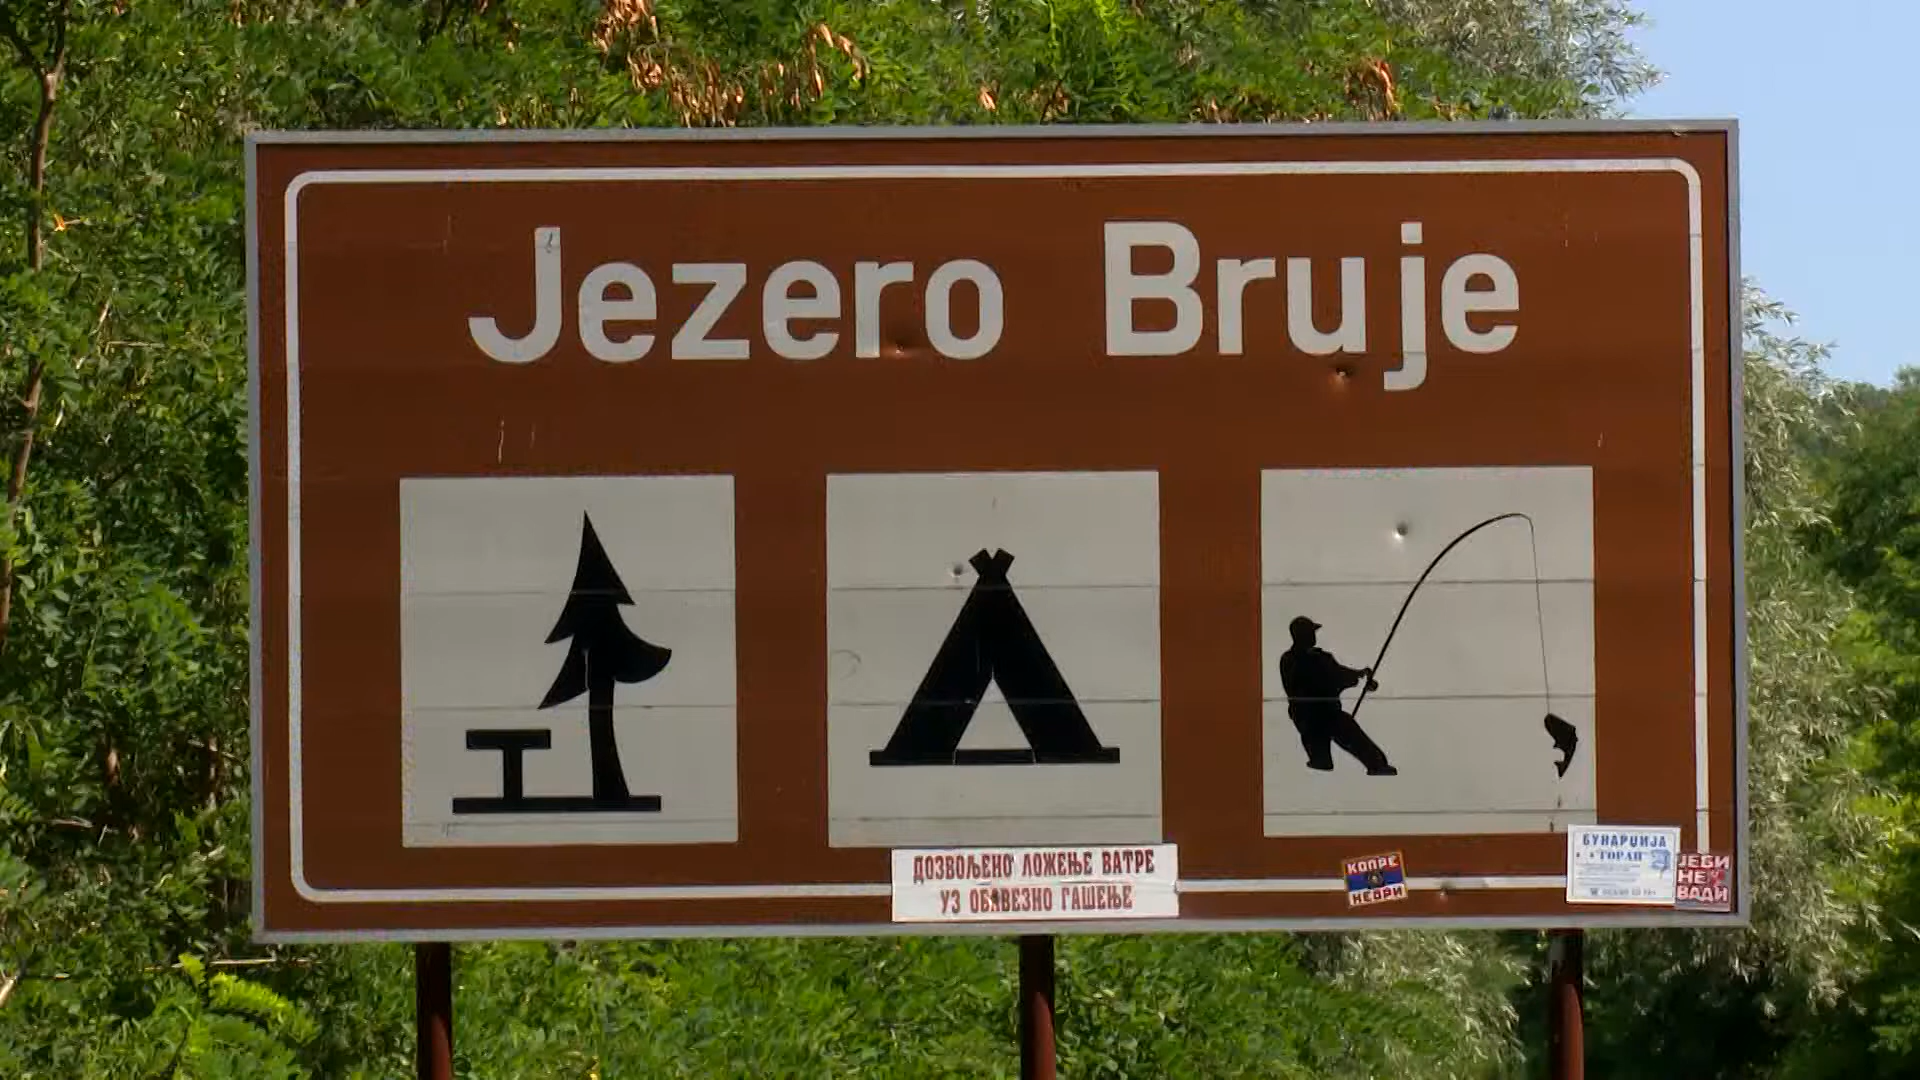 Jezero Bruje
ДОЗВОЉЕНО ЛОЖЕЊЕ ВАТРЕ
УЗ ОБАВЕЗНО ГАШЕЊЕ
КОПРЕ
НЕОРИ
БУНАРЏИЈА
ГОРАН
ЈЕБИ
НЕ
ВАДИ